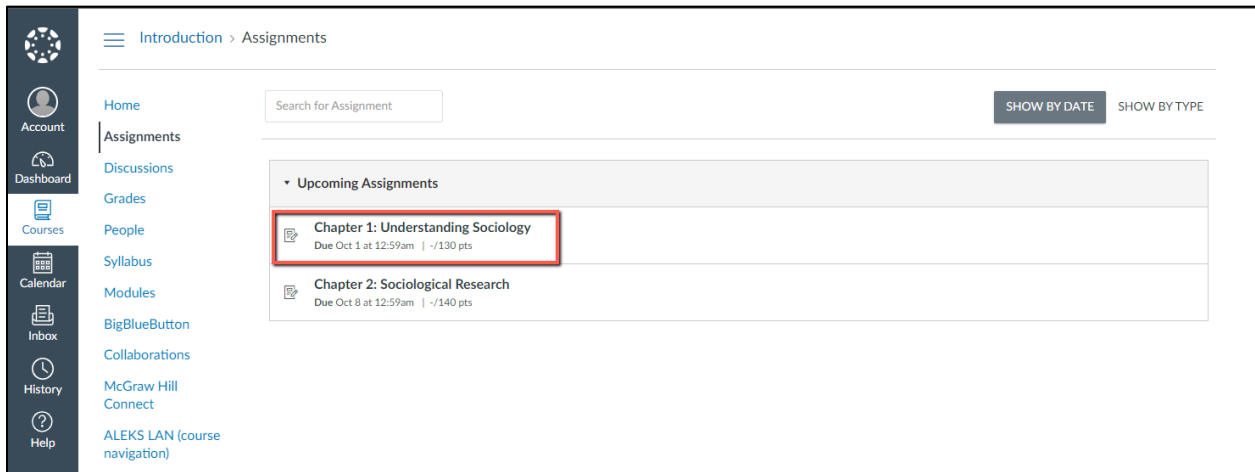 Introduction > Assignments
Account
Dashboard
Courses
Calendar
Inbox
History
Help
Home
Assignments
Discussions
Grades
People
Syllabus
Modules
BigBlueButton
Collaborations
McGraw Hill
Connect
ALEKS LAN (course
navigation)
Search for Assignment
SHOW BY DATE SHOW BY TYPE
Upcoming Assignments
Chapter 1: Understanding Sociology
Due Oct 1 at 12:59am | -/130 pts
Chapter 2: Sociological Research
Due Oct 8 at 12:59am | -/140 pts